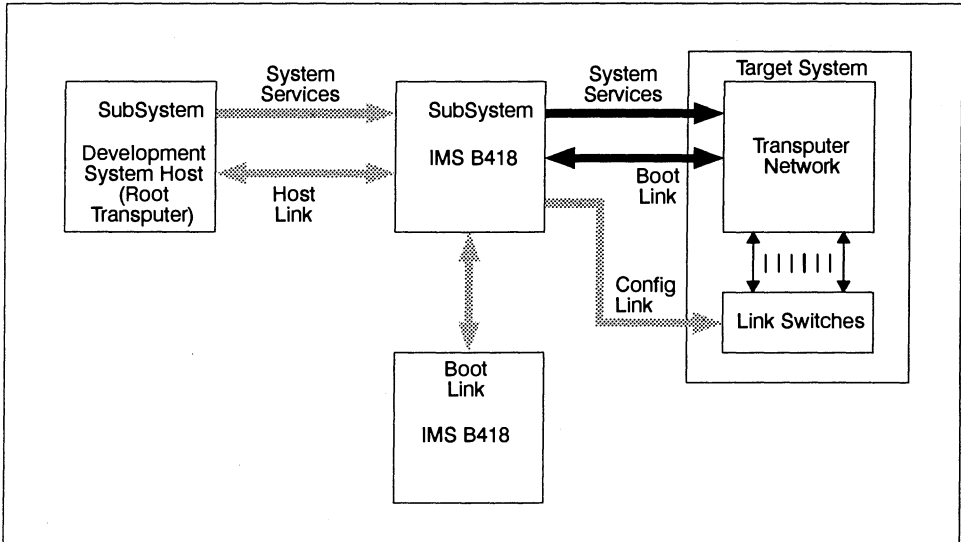 System
Services
SubSystem
Development
System Host
(Root
Transputer)
Host
Link
SubSystem
IMS B418
System
Services
Boot
Link
Config
Link
Target System
Transputer
Network
Link Switches
Boot
Link
IMS B418